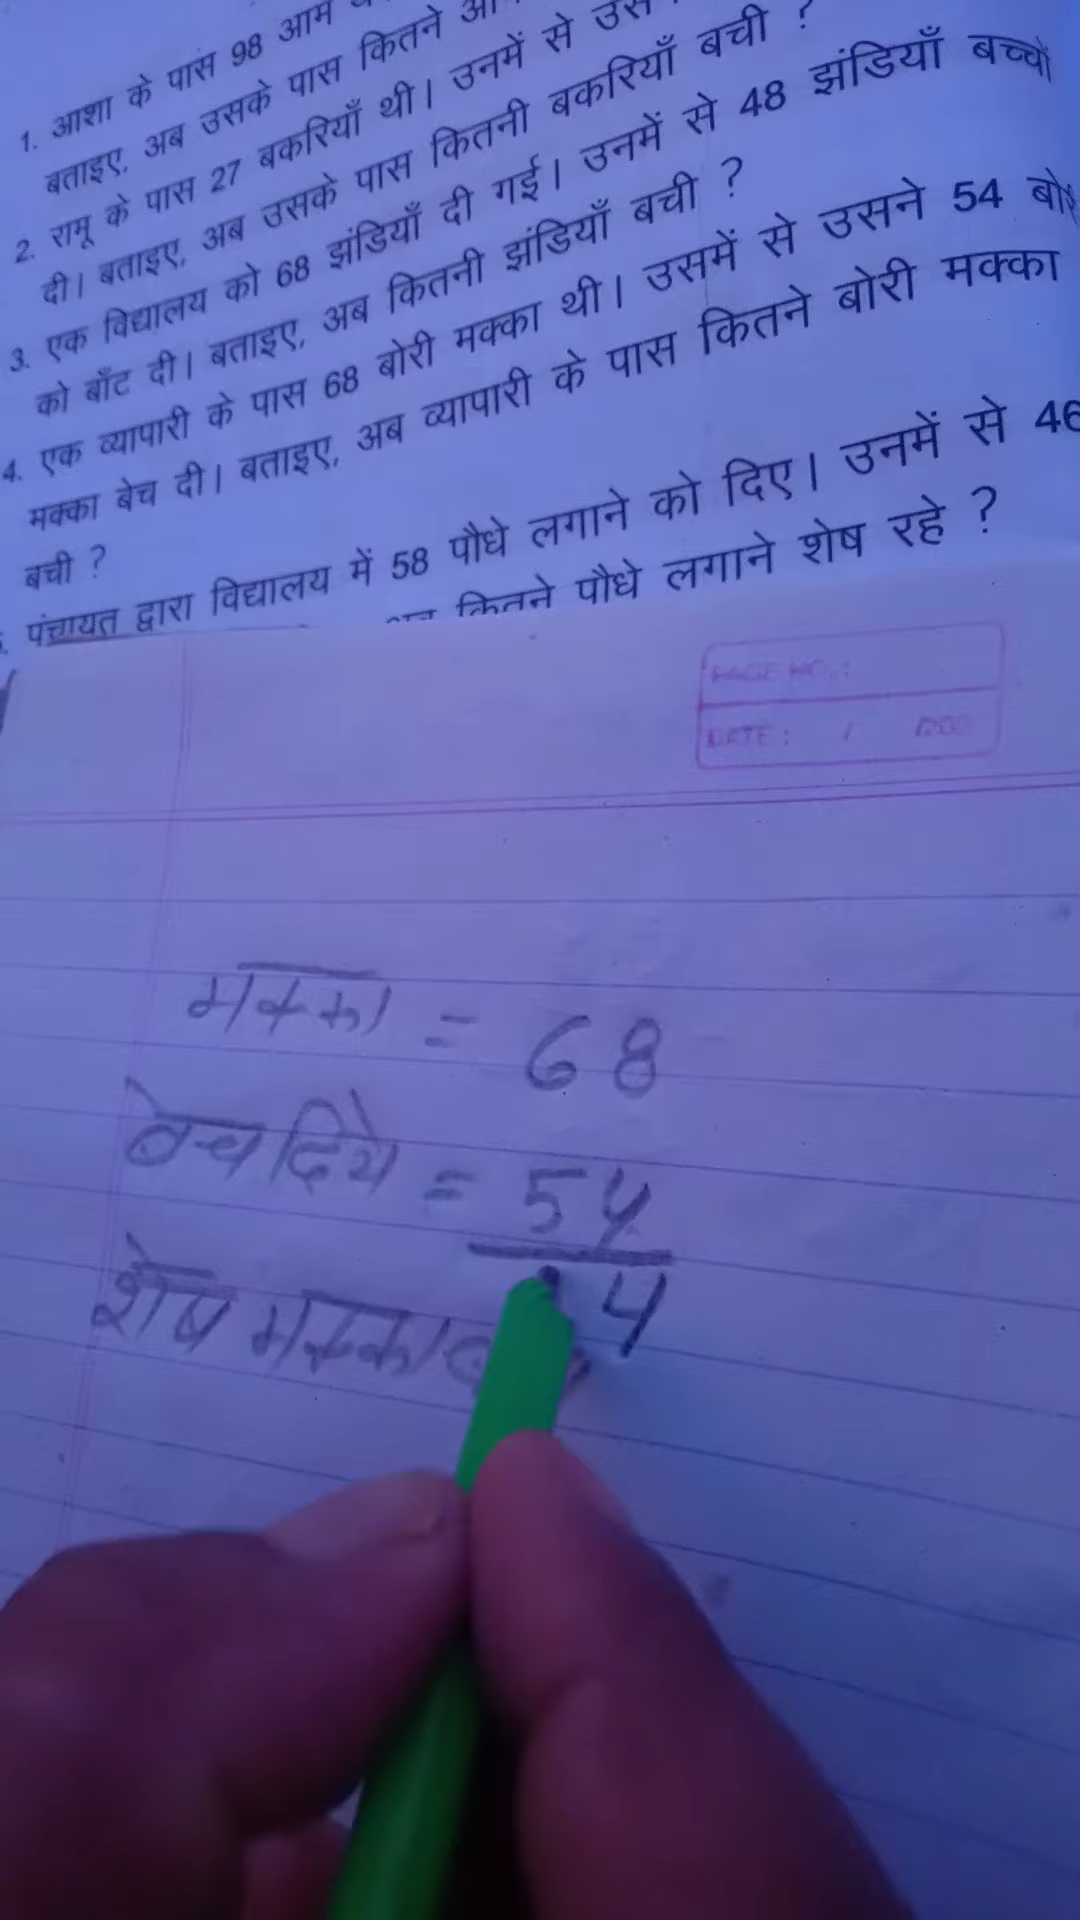 1. आशा के पास 98 आम
बताइए, अब उसके पास कितने
2. रामू के पास 27 बकरियाँ थी। उनमें से
दी। बताइए, अब उसके पास कितनी बकरियाँ बची ?
3. एक विद्यालय को 68 झंडियाँ दी गई। उनमें से 48 झंडियाँ बच्चों
को बाँट दी। बताइए, अब कितनी झंडियाँ बची ?
4. एक व्यापारी के पास 68 बोरी मक्का थी। उसमें से उसने 54
मक्का बेच दी। बताइए, अब व्यापारी के पास कितने बोरी मक्का
बची ?
पंचायत द्वारा विद्यालय में 58 पौधे लगाने को दिए। उनमें से 46
कितने पौधे लगाने शेष रहे ?
PAGE NO.:
DATE: /
मक्का = 68
बेच दिये = 54
4
शेष मक्का